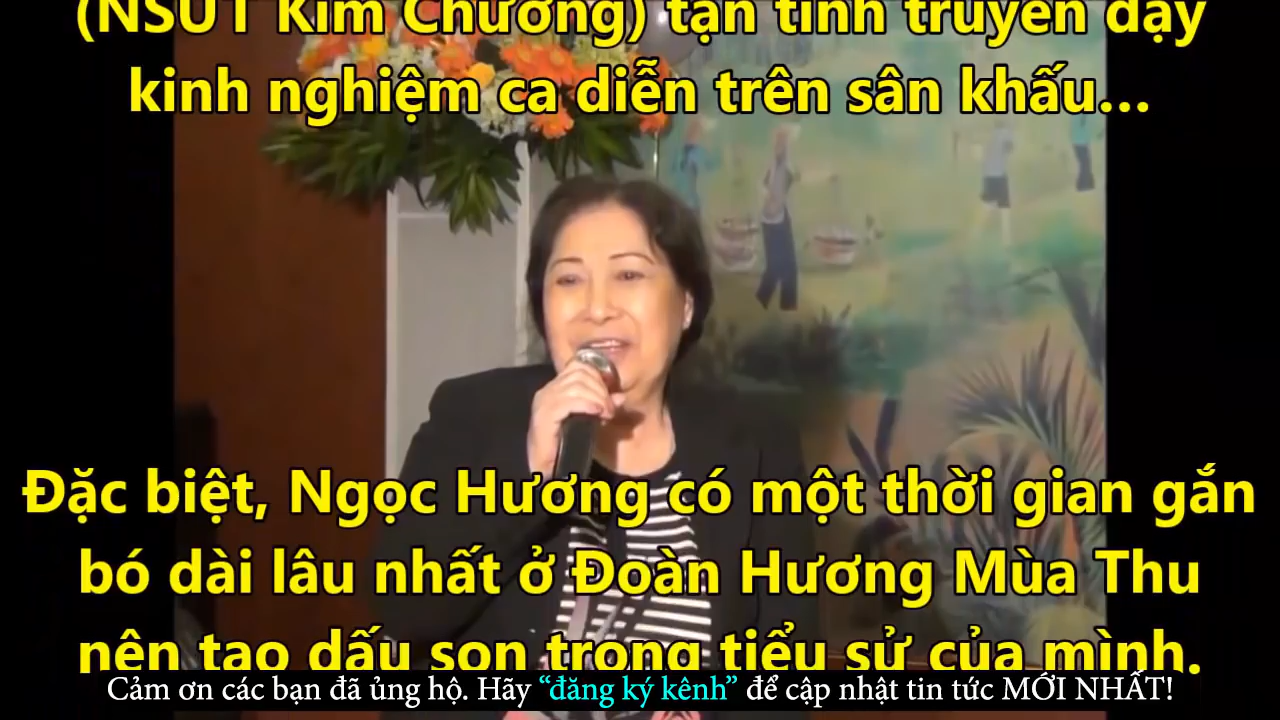 (NSUT Kim Chưởng) tận tình truyền dạy
kinh nghiệm ca diễn trên sân khấu...
Đặc biệt, Ngọc Hương có một thời gian gắn
bó dài lâu nhất ở Đoàn Hương Mùa Thu
nên tạo dấu son trong tiểu sử của mình.
Cảm ơn các bạn đã ủng hộ. Hãy “đăng ký kênh” để cập nhật tin tức MỚI NHẤT!